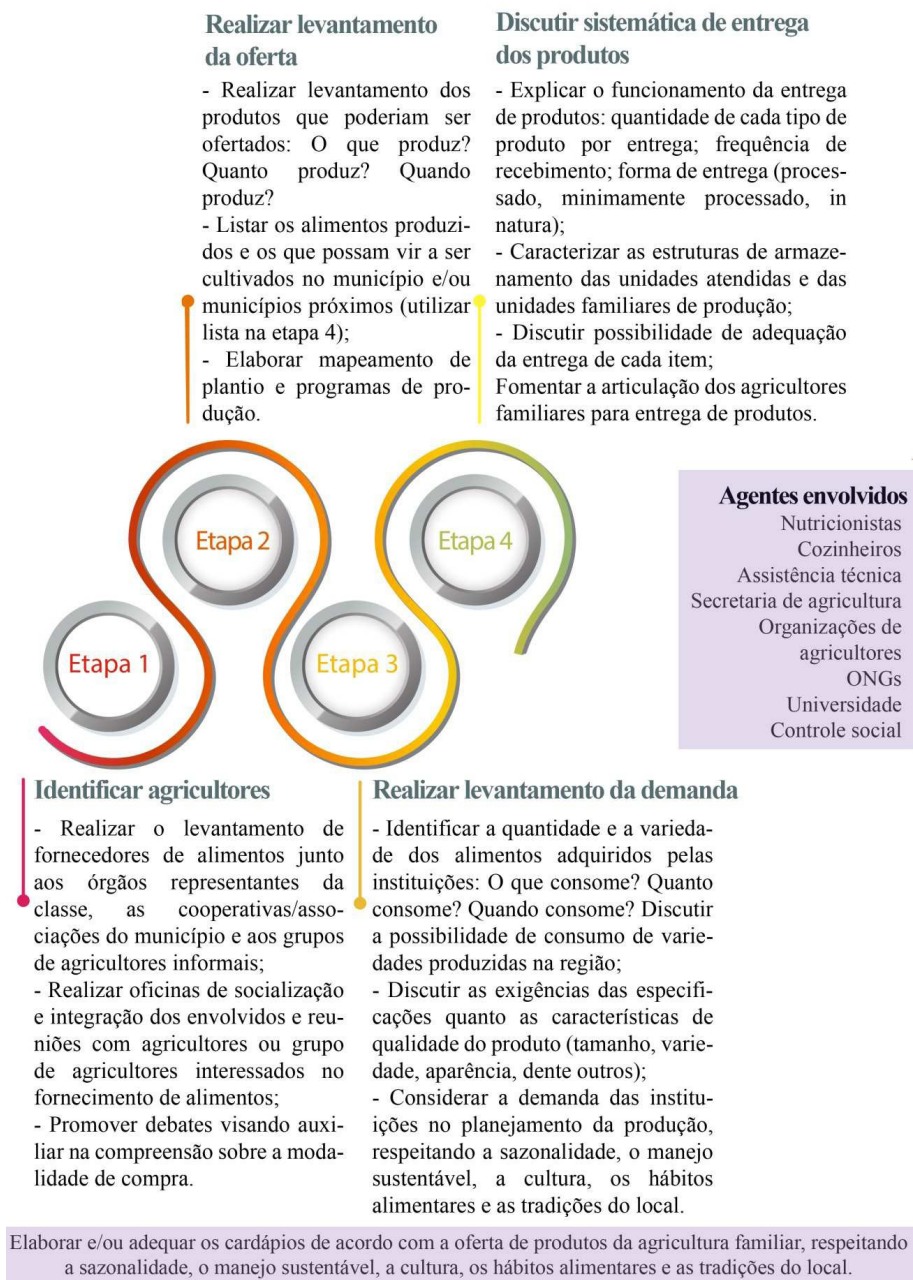 Realizar levantamento
da oferta
- Realizar levantamento dos
produtos que poderiam ser
ofertados: O que produz?
Quanto produz? Quando
produz?
- Listar os alimentos produzi-
dos e os que possam vir a ser
cultivados no município e/ou
municípios próximos (utilizar
lista na etapa 4);
- Elaborar mapeamento de
plantio e programas de pro-
dução.
Discutir sistemática de entrega
dos produtos
- Explicar o funcionamento da entrega
de produtos: quantidade de cada tipo de
produto por entrega; frequência de
recebimento; forma de entrega (proces-
sado, minimamente processado, in
natura);
- Caracterizar as estruturas de armaze-
namento das unidades atendidas e das
unidades familiares de produção;
- Discutir possibilidade de adequação
da entrega de cada item;
Fomentar a articulação dos agricultores
familiares para entrega de produtos.
Etapa 1
Etapa 2
Etapa 3
Etapa 4
Agentes envolvidos
Nutricionistas
Cozinheiros
Assistência técnica
Secretaria de agricultura
Organizações de
agricultores
ONGs
Universidade
Controle social
Identificar agricultores
- Realizar o levantamento de
fornecedores de alimentos junto
aos órgãos representantes da
classe, as cooperativas/asso-
ciações do município e aos grupos
de agricultores informais;
- Realizar oficinas de socialização
e integração dos envolvidos e reu-
niões com agricultores ou grupo
de agricultores interessados no
fornecimento de alimentos;
- Promover debates visando auxi-
liar na compreensão sobre a moda-
lidade de compra.
Realizar levantamento da demanda
- Identificar a quantidade e a varieda-
de dos alimentos adquiridos pelas
instituições: O que consome? Quanto
consome? Quando consome? Discutir
a possibilidade de consumo de varie-
dades produzidas na região;
- Discutir as exigências das especifi-
cações quanto as características de
qualidade do produto (tamanho, varie-
dade, aparência, dente outros);
- Considerar a demanda das institu-
ições no planejamento da produção,
respeitando a sazonalidade, o manejo
sustentável, a cultura, os hábitos
alimentares e as tradições do local.
Elaborar e/ou adequar os cardápios de acordo com a oferta de produtos da agricultura familiar, respeitando
a sazonalidade, o manejo sustentável, a cultura, os hábitos alimentares e as tradições do local.